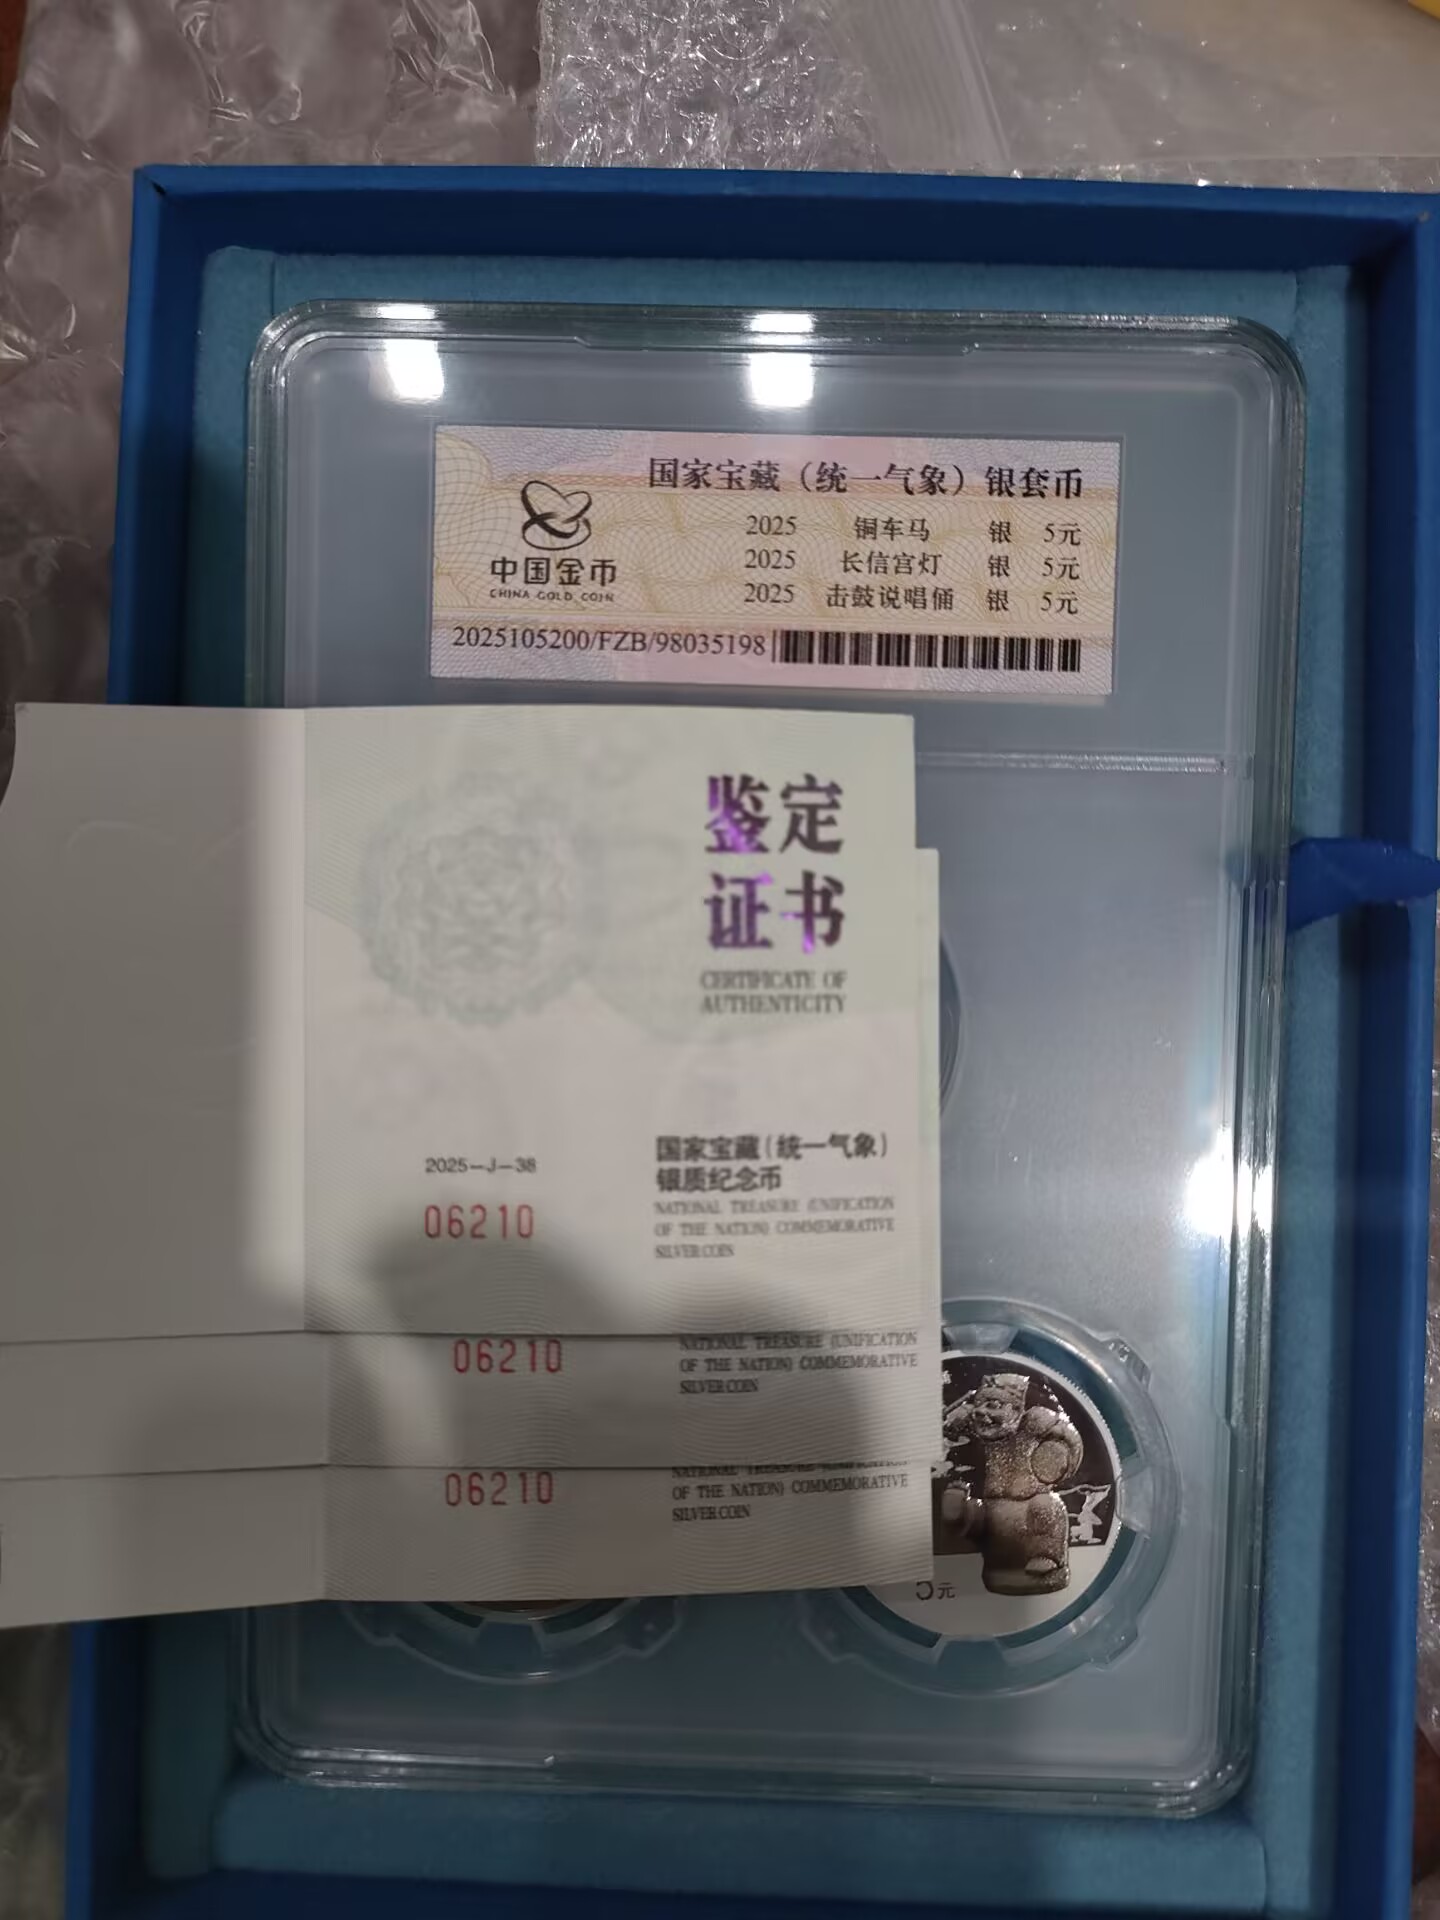 国家宝藏（统一气象）银套币
2025 铜车马 银 5元
2025 长信宫灯 银 5元
2025 击鼓说唱俑 银 5元
中国金币
CHINA GOLD COIN
2025105200/FZB/98035198
鉴定
证书
CERTIFICATE OF
AUTHENTICITY
2025-J-38
06210
国家宝藏（统一气象）
银质纪念币
NATIONAL TREASURE (UNIFICATION
OF THE NATION) COMMEMORATIVE
SILVER COIN
06210
NATIONAL TREASURE (UNIFICATION
OF THE NATION) COMMEMORATIVE
SILVER COIN
06210
NATIONAL TREASURE (UNIFICATION
OF THE NATION) COMMEMORATIVE
SILVER COIN
5元